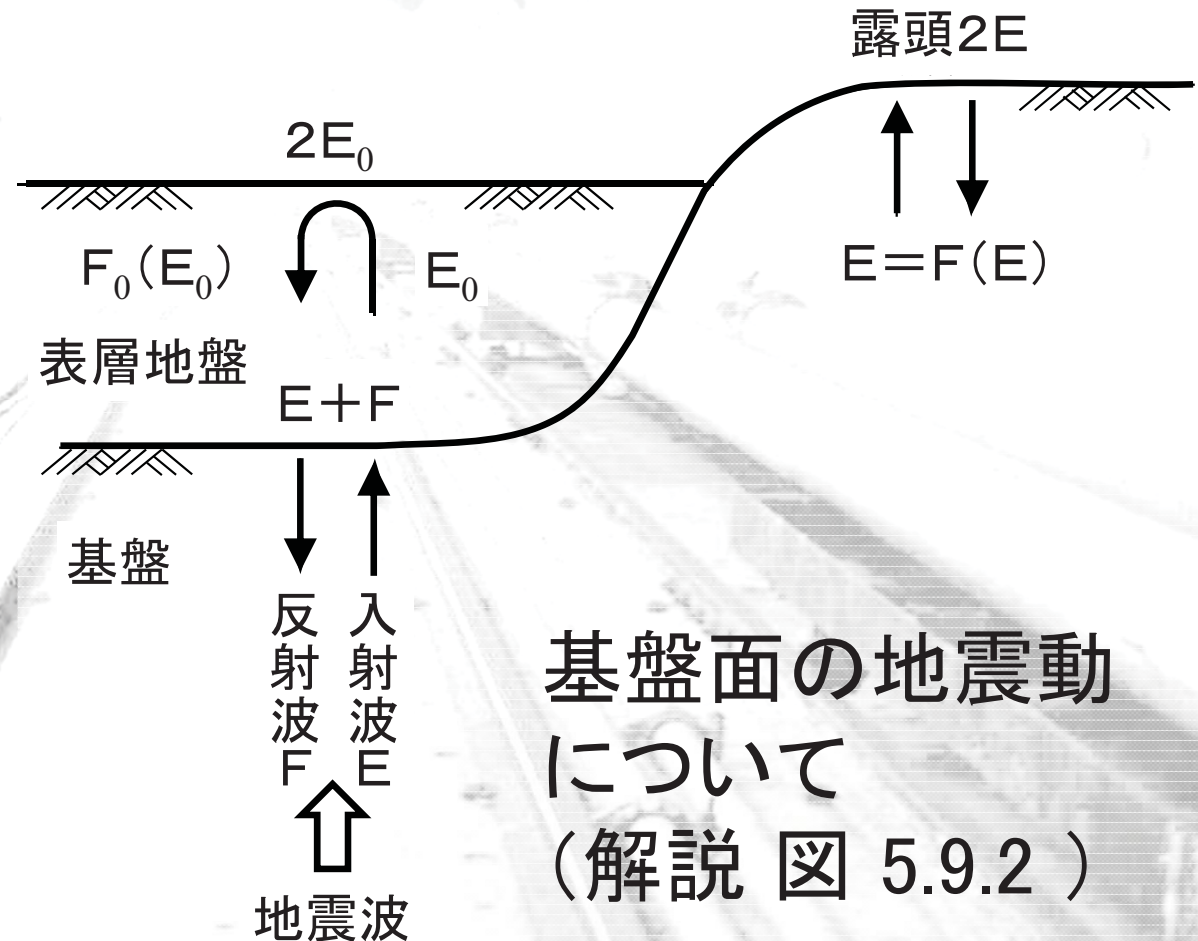 露頭2E
2E₀
F₀(E₀)
E₀
E=F(E)
表層地盤
E+F
基盤
反射波F
入射波E
地震波
基盤面の地震動
について
(解説 図 5.9.2 )